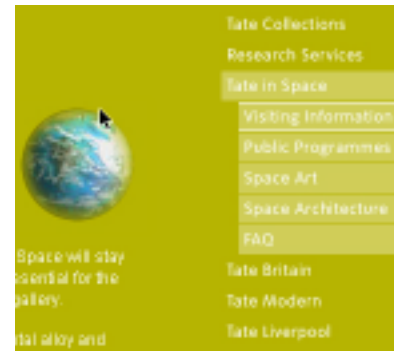 Tate Collections
Research Services
Tate in Space
Visiting Information
Public Programmes
Space Art
Space Architecture
FAQ
Tate Britain
Tate Modern
Tate Liverpool
Space will stay
ssential for the
gallery.
tal alloy and